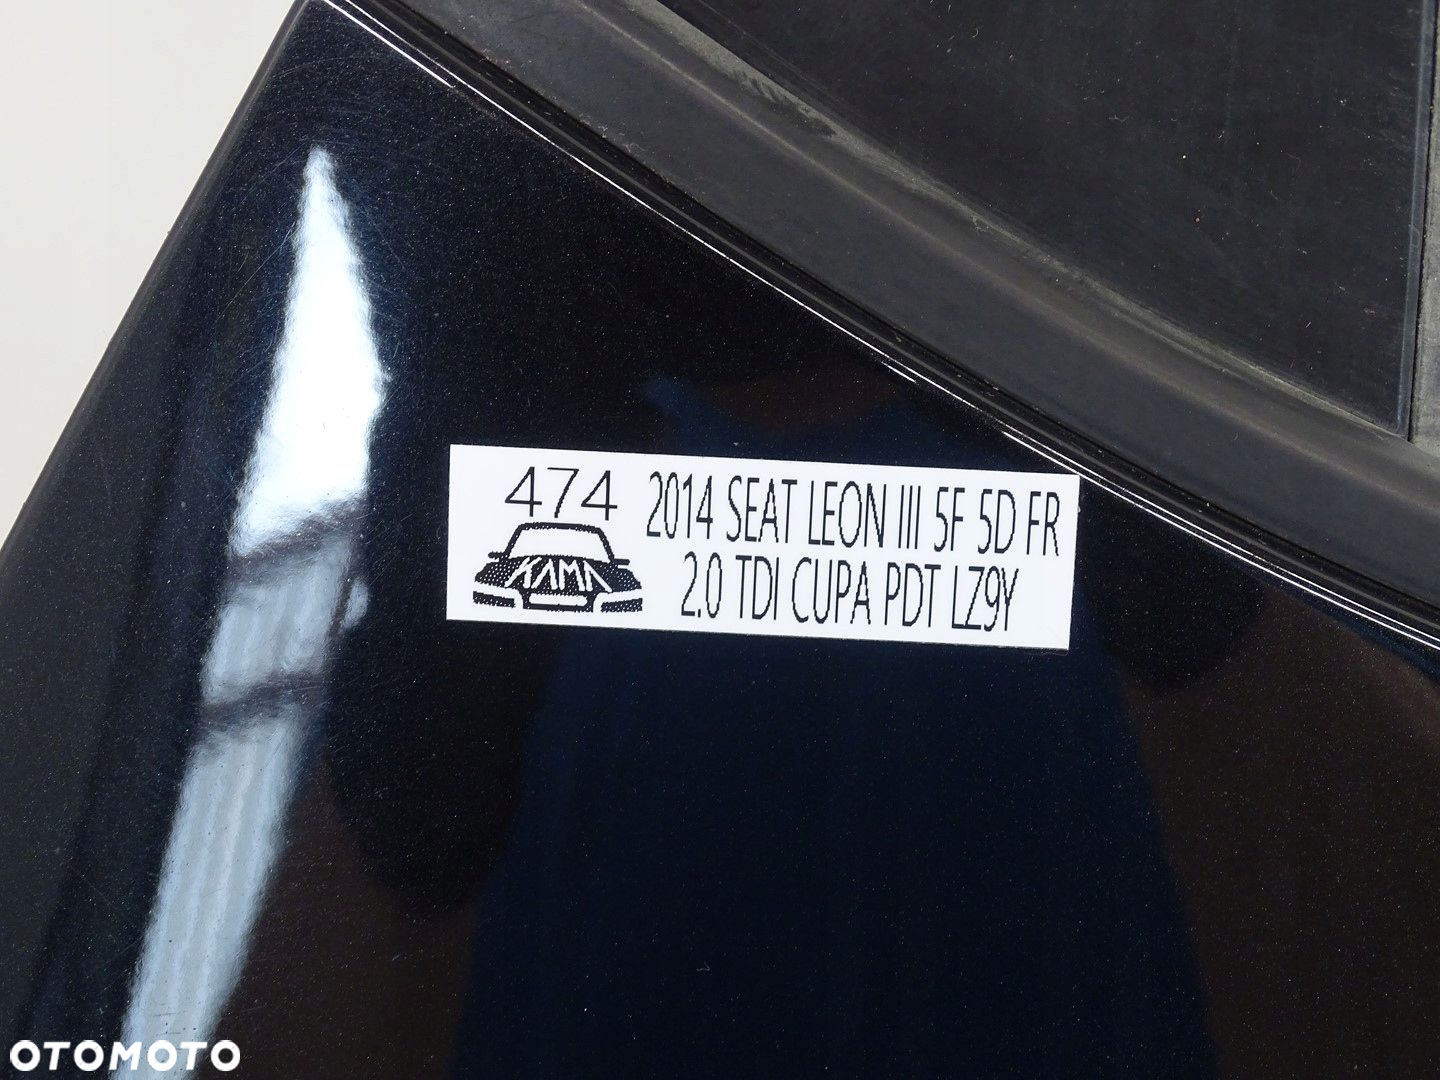 474
KAMA
2014 SEAT LEON III 5F 5D FR
2.0 TDI CUPA PDT LZ9Y
OTOMOTO